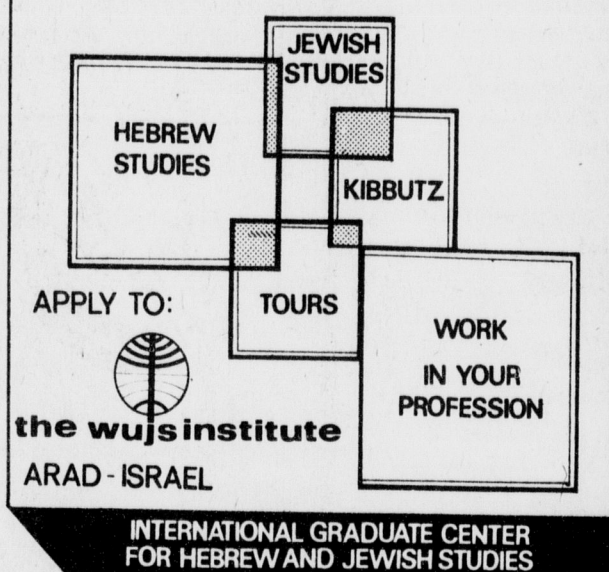 JEWISH
STUDIES
HEBREW
STUDIES
KIBBUTZ
TOURS
WORK
IN YOUR
PROFESSION
APPLY TO:
the wujs institute
ARAD - ISRAEL
INTERNATIONAL GRADUATE CENTER
FOR HEBREW AND JEWISH STUDIES